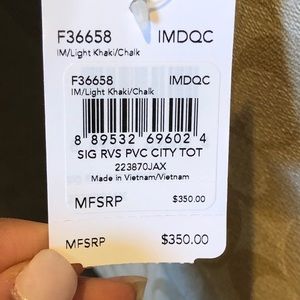 F36658 IMDQC
IM/Light Khaki/Chalk
F36658 IMDQC
IM/Light Khaki/Chalk
8 89532 69602 4
SIG RVS PVC CITY TOT
223870JAX
Made in Vietnam/Vietnam
MFSRP $350.00
MFSRP $350.00